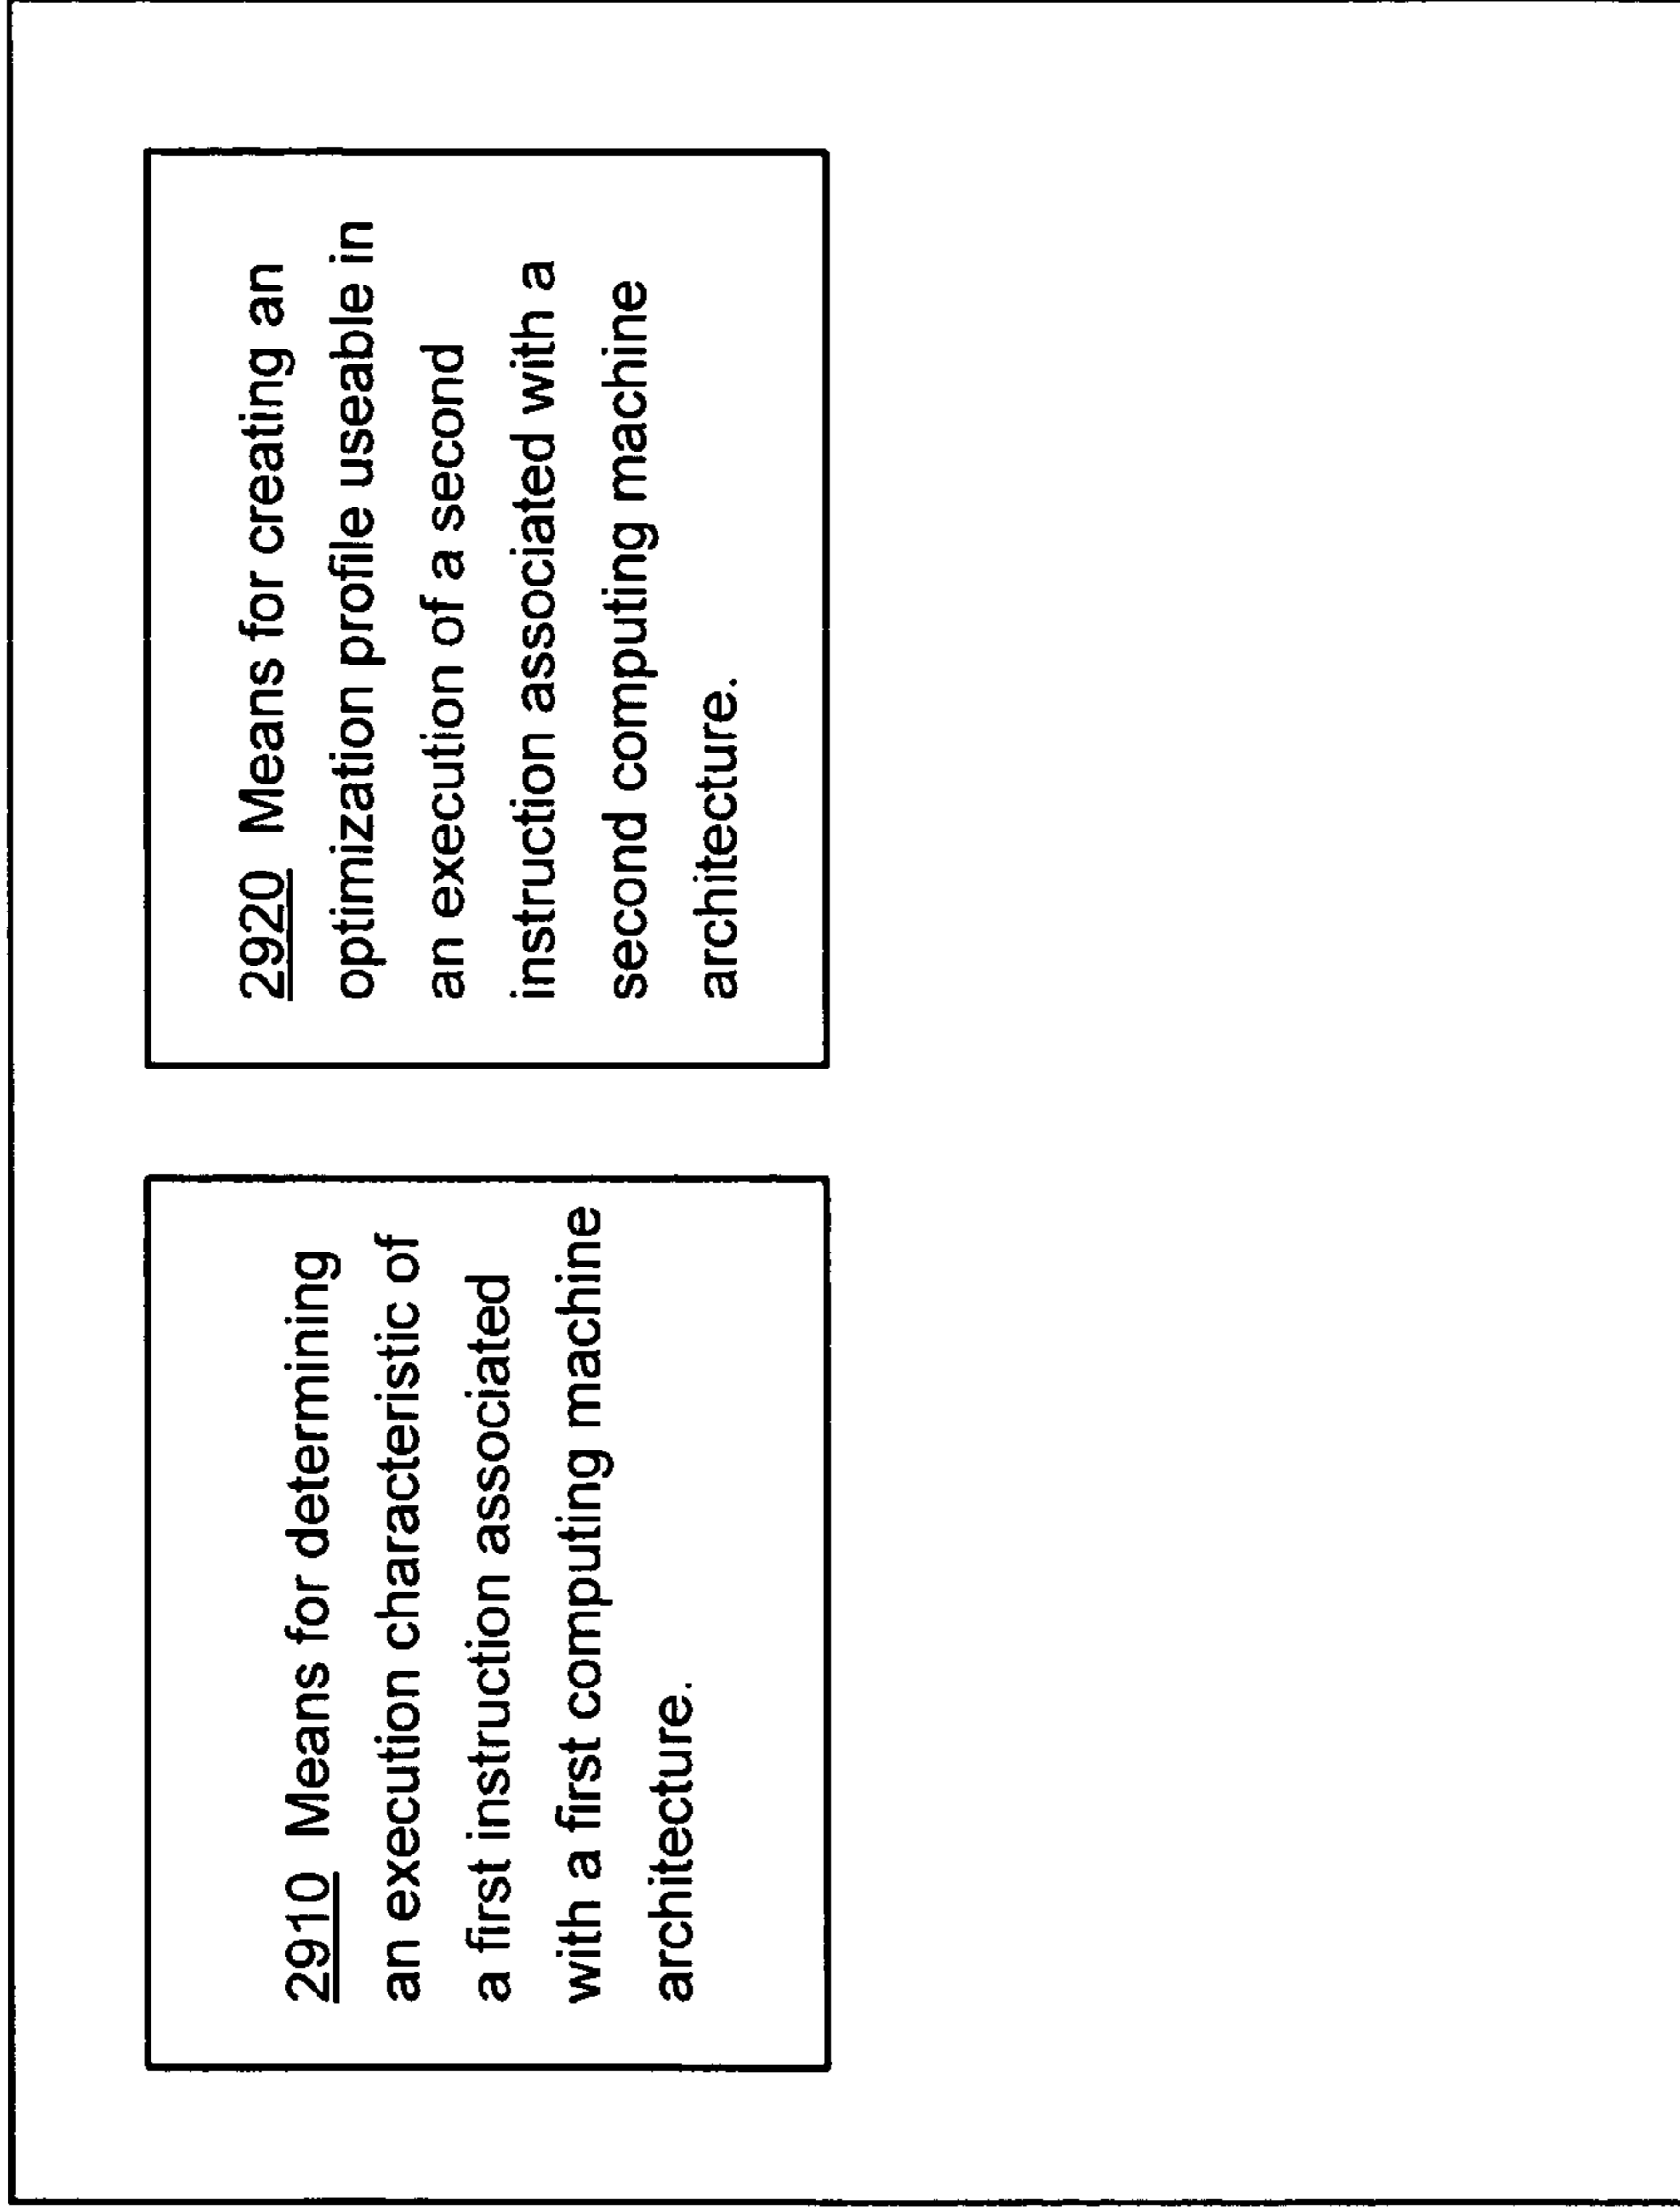 2910 Means for determining
an execution characteristic of
a first instruction associated
with a first computing machine
architecture.
2920 Means for creating an
optimization profile useable in
an execution of a second
instruction associated with a
second computing machine
architecture.